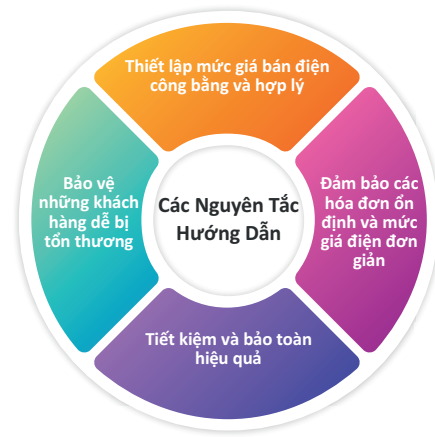 Thiết lập mức giá bán điện
công bằng và hợp lý
Bảo vệ
những khách
hàng dễ bị
tổn thương
Các Nguyên Tắc
Hướng Dẫn
Đảm bảo các
hóa đơn ổn
định và mức
giá điện đơn
giản
Tiết kiệm và bảo toàn
hiệu quả